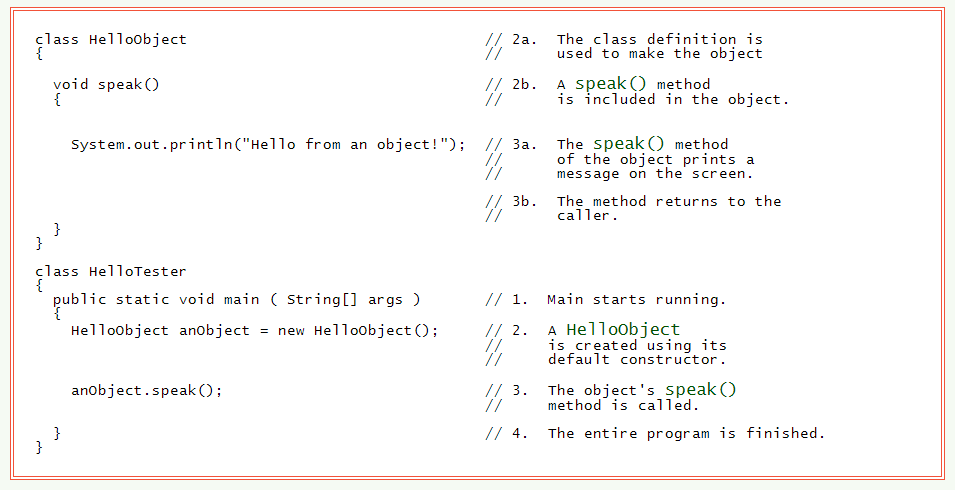 class HelloObject // 2a. The class definition is
{ // used to make the object
void speak() // 2b. A speak() method
{ // is included in the object.
System.out.println("Hello from an object!"); // 3a. The speak() method
// of the object prints a
// message on the screen.
// 3b. The method returns to the
// caller.
}
}
class HelloTester
{
public static void main ( String[] args ) // 1. Main starts running.
{
HelloObject anObject = new HelloObject(); // 2. A HelloObject
// is created using its
// default constructor.
anObject.speak(); // 3. The object's speak()
// method is called.
} // 4. The entire program is finished.
}